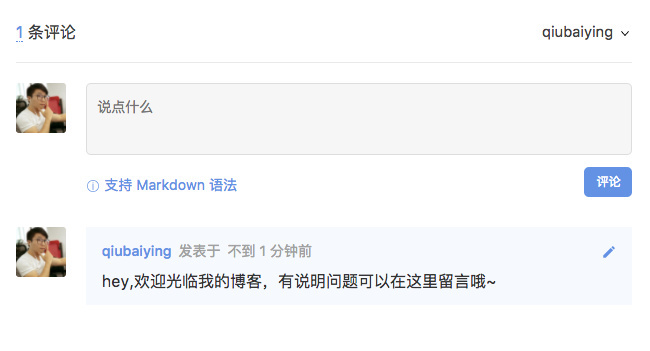 1 条评论
qiubaiying
说点什么
支持 Markdown 语法
评论
qiubaiying 发表于 不到 1 分钟前
hey,欢迎光临我的博客，有说明问题可以在这里留言哦~